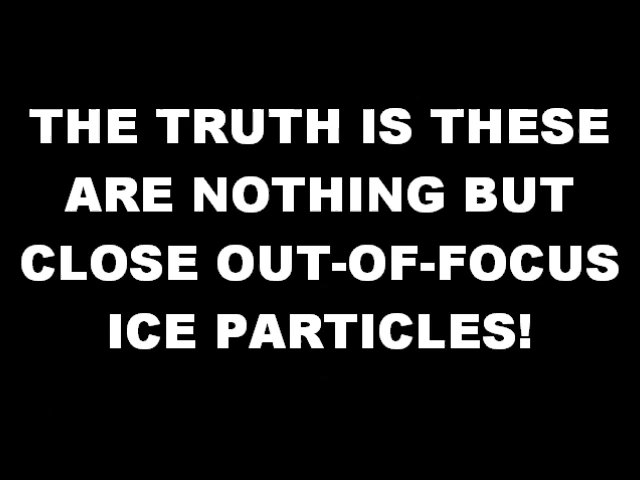 THE TRUTH IS THESE
ARE NOTHING BUT
CLOSE OUT-OF-FOCUS
ICE PARTICLES!